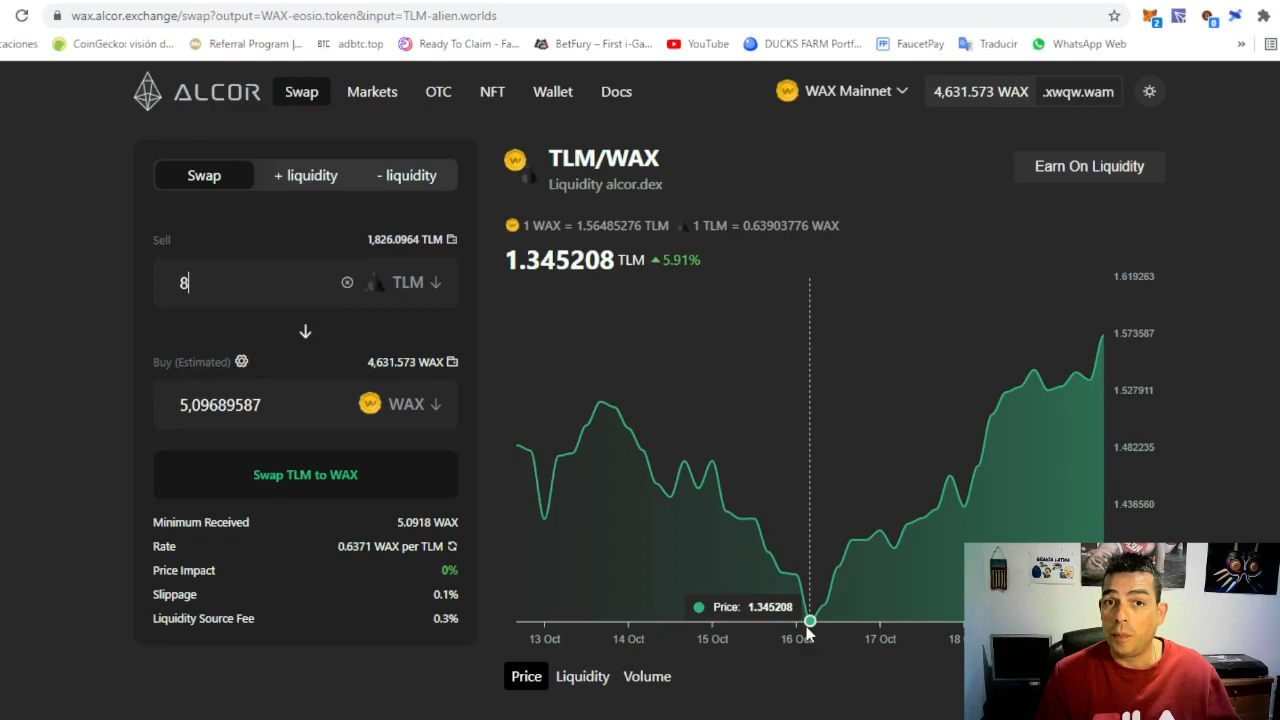 wax.alcor.exchange/swap?output=WAX-eosio.token&input=TLM-alien.worlds
2
0
caciones CoinGecko: visión d... Referral Program |... BTC adbtc.top Ready To Claim - Fa... BetFury – First i-Ga... YouTube DUCKS FARM Portf... FaucetPay Traducir WhatsApp Web »
ALCOR Swap Markets OTC NFT Wallet Docs WAX Mainnet 4,631.573 WAX .xwqw.wam
Swap + liquidity - liquidity
TLM/WAX
Liquidity alcor.dex
Earn On Liquidity
1 WAX = 1.56485276 TLM 1 TLM = 0.63903776 WAX
1.345208 TLM 5.91%
Sell 1,826.0964 TLM
8 TLM
Buy (Estimated) 4,631.573 WAX
5,09689587 WAX
Swap TLM to WAX
Minimum Received 5.0918 WAX
Rate 0.6371 WAX per TLM
Price Impact 0%
Slippage 0.1%
Liquidity Source Fee 0.3%
1.619263
1.573587
1.527911
1.482235
1.436560
Price: 1.345208
13 Oct 14 Oct 15 Oct 16 Oct 17 Oct 18
Price Liquidity Volume